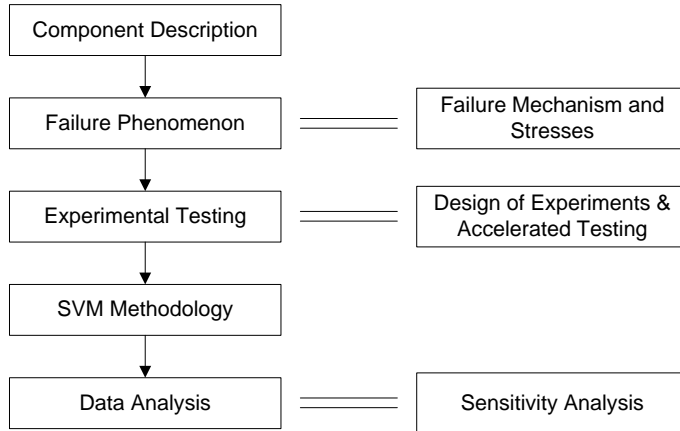 Component Description
Failure Phenomenon
Failure Mechanism and
Stresses
Experimental Testing
Design of Experiments &
Accelerated Testing
SVM Methodology
Data Analysis
Sensitivity Analysis